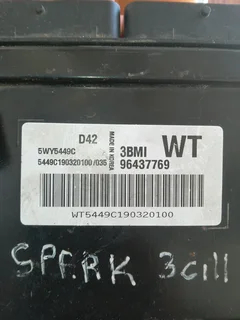 D42
5WY5449C MADE IN KOREA 3BMI WT
5449C190320100/035 96437769
WT5449C190320100
SPARK 3cill